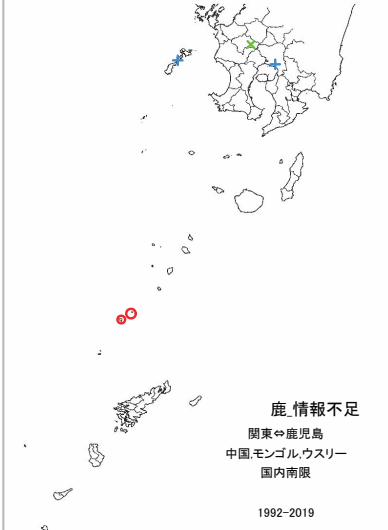 鹿_情報不足
関東⇔鹿児島
中国,モンゴル,ウスリー
国内南限
1992-2019